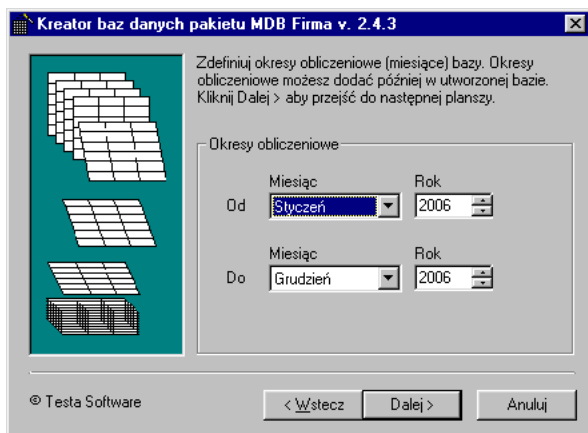 Kreator baz danych pakietu MDB Firma v. 2.4.3
Zdefiniuj okresy obliczeniowe (miesiące) bazy. Okresy
obliczeniowe możesz dodać później w utworzonej bazie.
Kliknij Dalej > aby przejść do następnej planszy.
Okresy obliczeniowe
Miesiąc Rok
Od Styczeń 2006
Miesiąc Rok
Do Grudzień 2006
© Testa Software < Wstecz Dalej > Anuluj